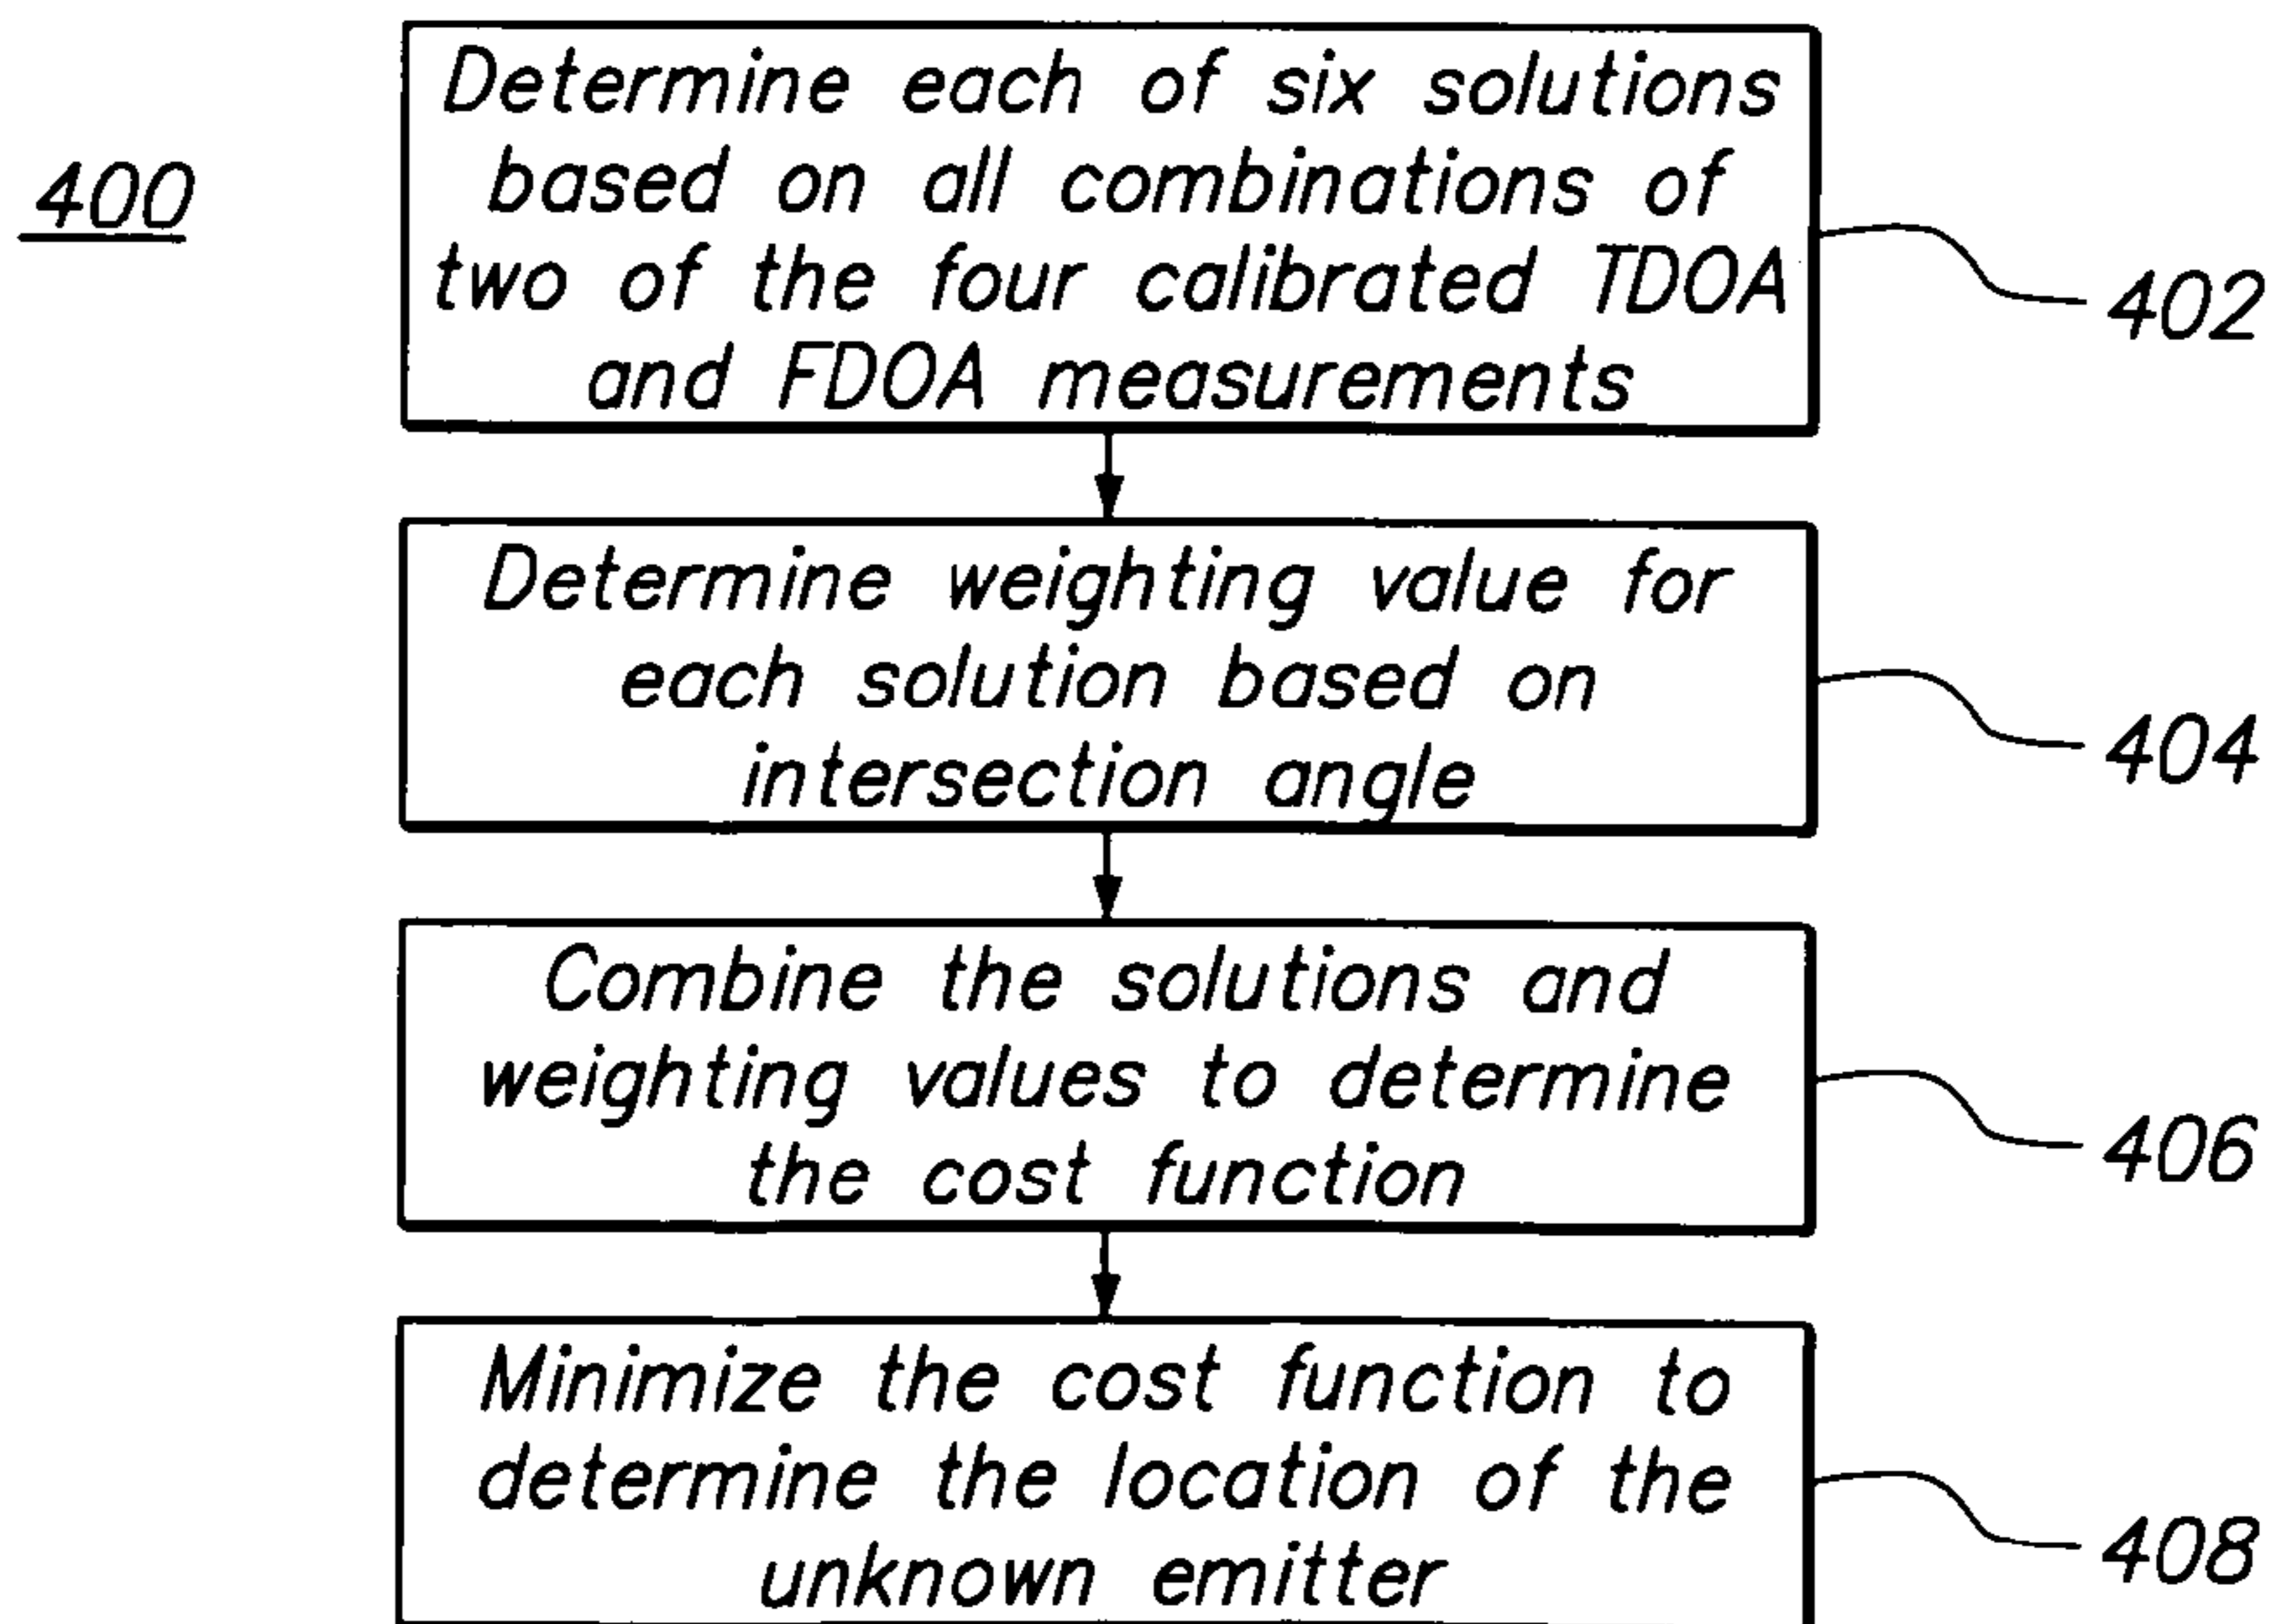 400
Determine each of six solutions
based on all combinations of
two of the four calibrated TDOA
and FDOA measurements
402
Determine weighting value for
each solution based on
intersection angle
404
Combine the solutions and
weighting values to determine
the cost function
406
Minimize the cost function to
determine the location of the
unknown emitter
408